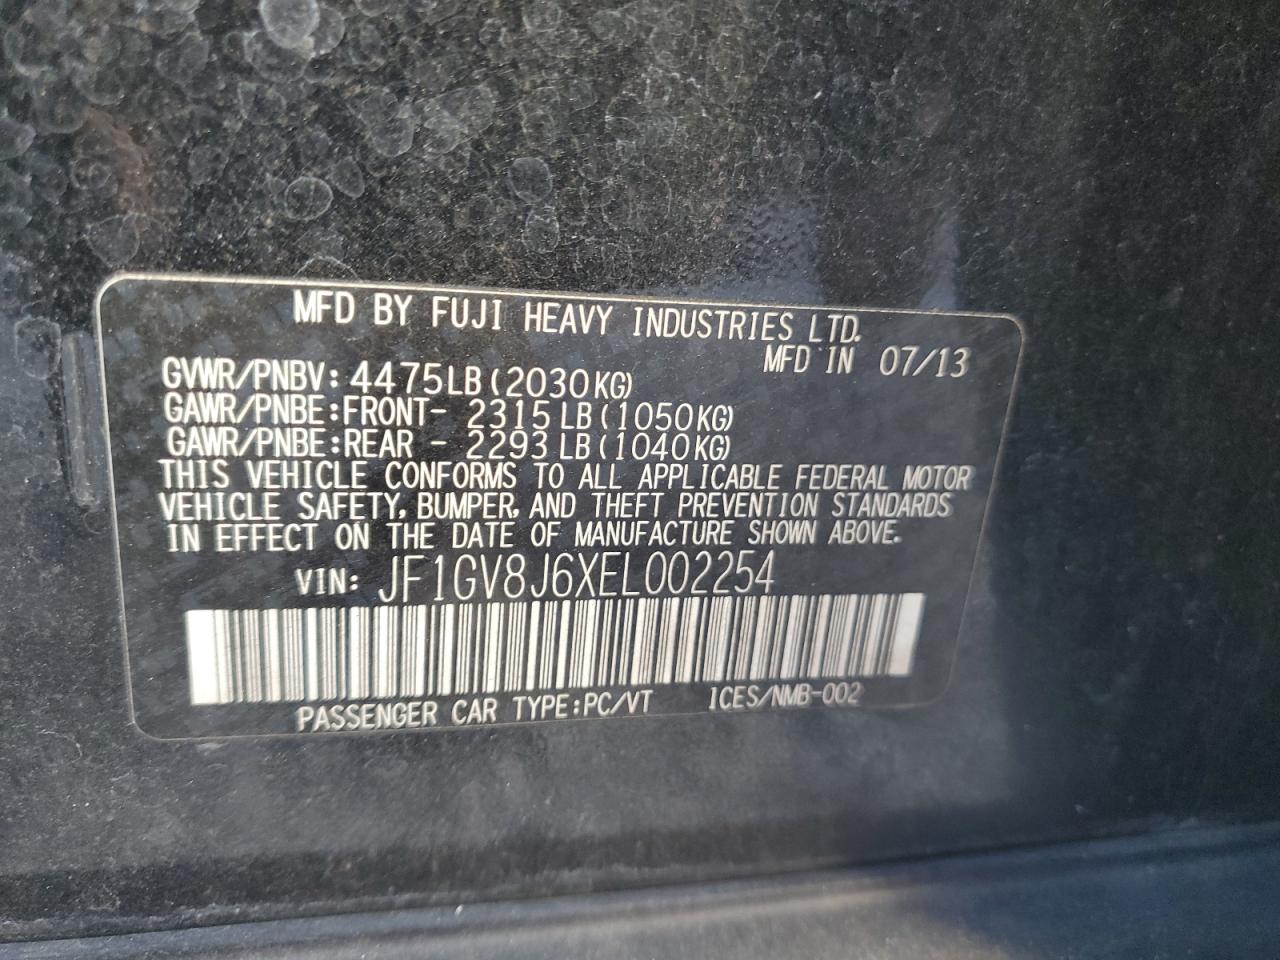 MFD BY FUJI HEAVY INDUSTRIES LTD.
MFD IN 07/13
GVWR/PNBV: 4475LB (2030KG)
GAWR/PNBE:FRONT- 2315LB (1050KG)
GAWR/PNBE:REAR - 2293LB (1040KG)
THIS VEHICLE CONFORMS TO ALL APPLICABLE FEDERAL MOTOR
VEHICLE SAFETY, BUMPER, AND THEFT PREVENTION STANDARDS
IN EFFECT ON THE DATE OF MANUFACTURE SHOWN ABOVE.
VIN: JF1GV8J6XEL002254
PASSENGER CAR TYPE:PC/VT ICES/NMB-002